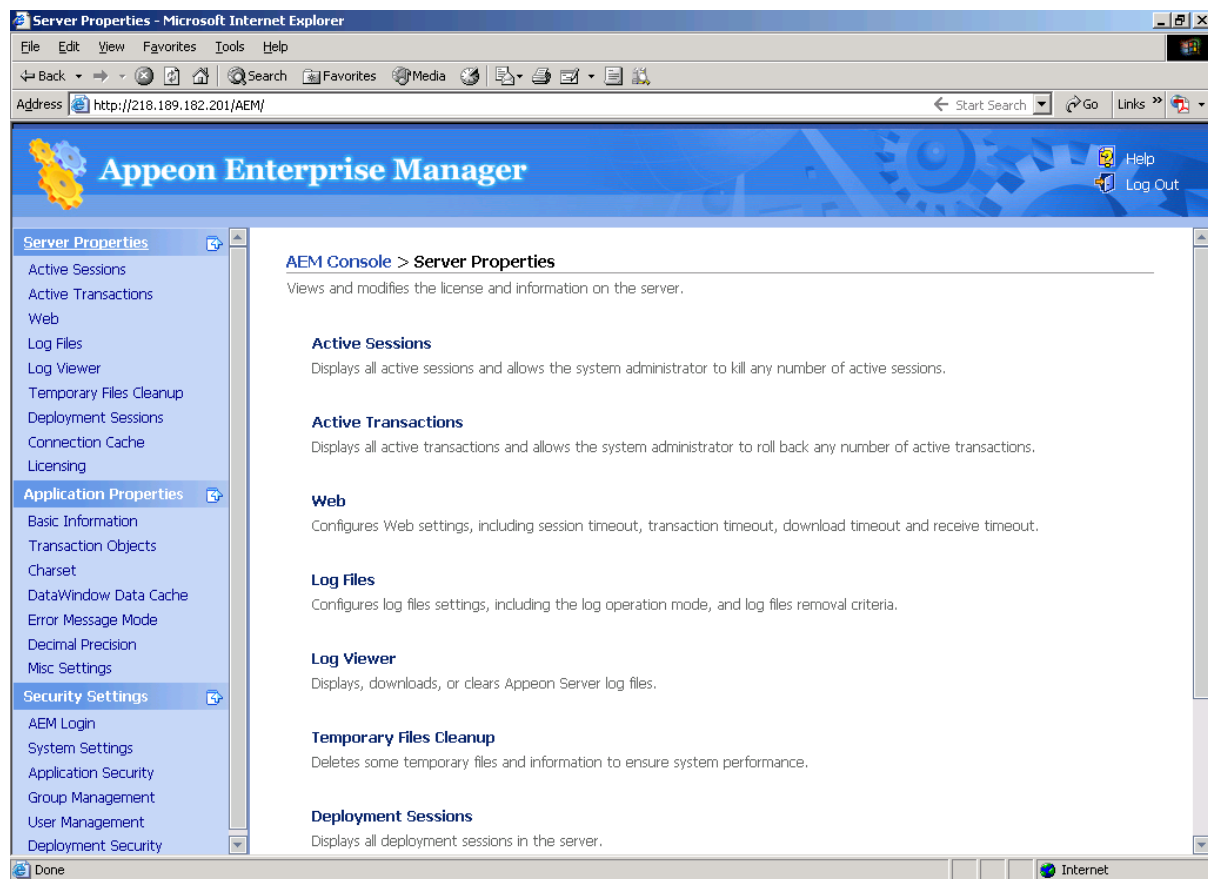 Server Properties - Microsoft Internet Explorer
File Edit View Favorites Tools Help
Back Search Favorites Media
Address http://218.189.182.201/AEM/ Start Search Go Links »
Appeon Enterprise Manager
Help
Log Out
Server Properties
Active Sessions
Active Transactions
Web
Log Files
Log Viewer
Temporary Files Cleanup
Deployment Sessions
Connection Cache
Licensing
Application Properties
Basic Information
Transaction Objects
Charset
DataWindow Data Cache
Error Message Mode
Decimal Precision
Misc Settings
Security Settings
AEM Login
System Settings
Application Security
Group Management
User Management
Deployment Security
AEM Console > Server Properties
Views and modifies the license and information on the server.
Active Sessions
Displays all active sessions and allows the system administrator to kill any number of active sessions.
Active Transactions
Displays all active transactions and allows the system administrator to roll back any number of active transactions.
Web
Configures Web settings, including session timeout, transaction timeout, download timeout and receive timeout.
Log Files
Configures log files settings, including the log operation mode, and log files removal criteria.
Log Viewer
Displays, downloads, or clears Appeon Server log files.
Temporary Files Cleanup
Deletes some temporary files and information to ensure system performance.
Deployment Sessions
Displays all deployment sessions in the server.
Done Internet